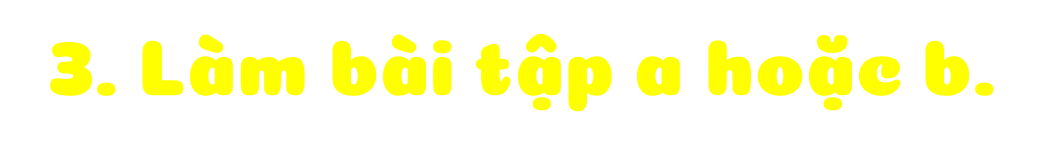 3. Làm bài tập a hoặc b.